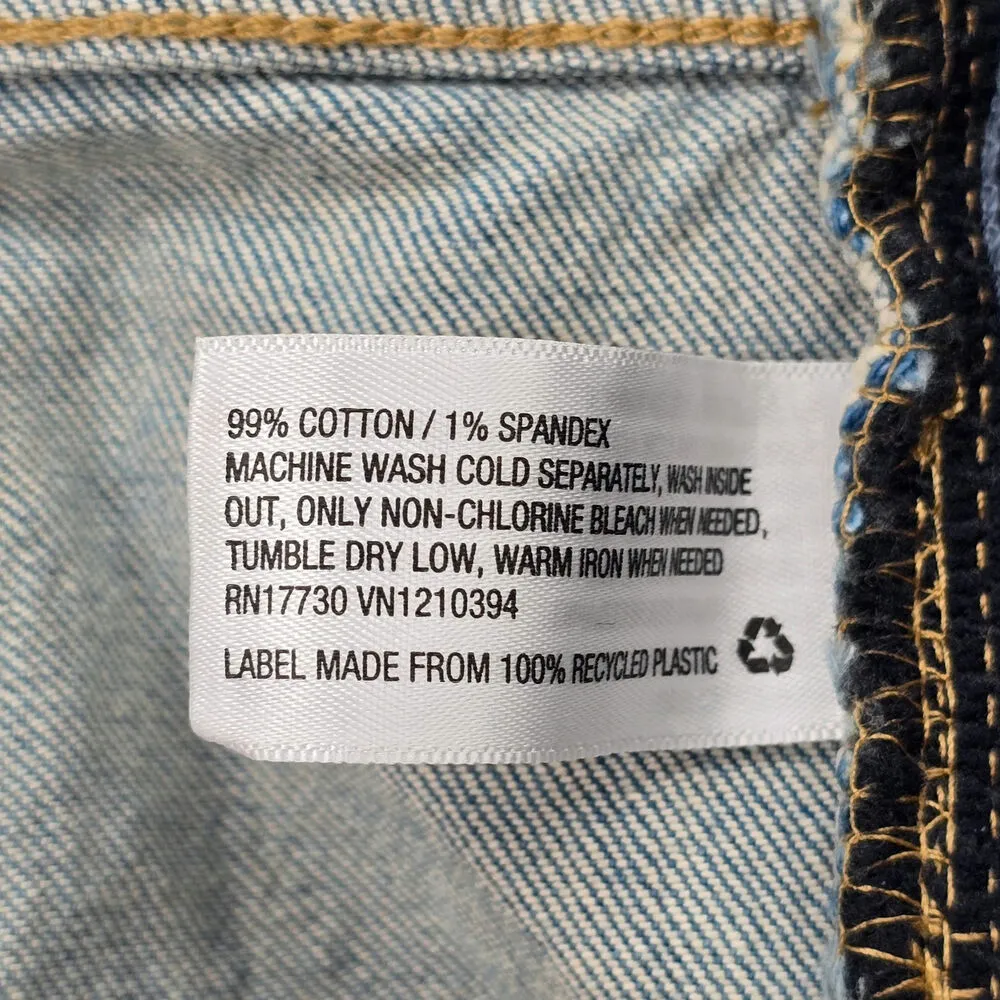 99% COTTON / 1% SPANDEX
MACHINE WASH COLD SEPARATELY, WASH INSIDE
OUT, ONLY NON-CHLORINE BLEACH WHEN NEEDED,
TUMBLE DRY LOW, WARM IRON WHEN NEEDED
RN17730 VN1210394
LABEL MADE FROM 100% RECYCLED PLASTIC